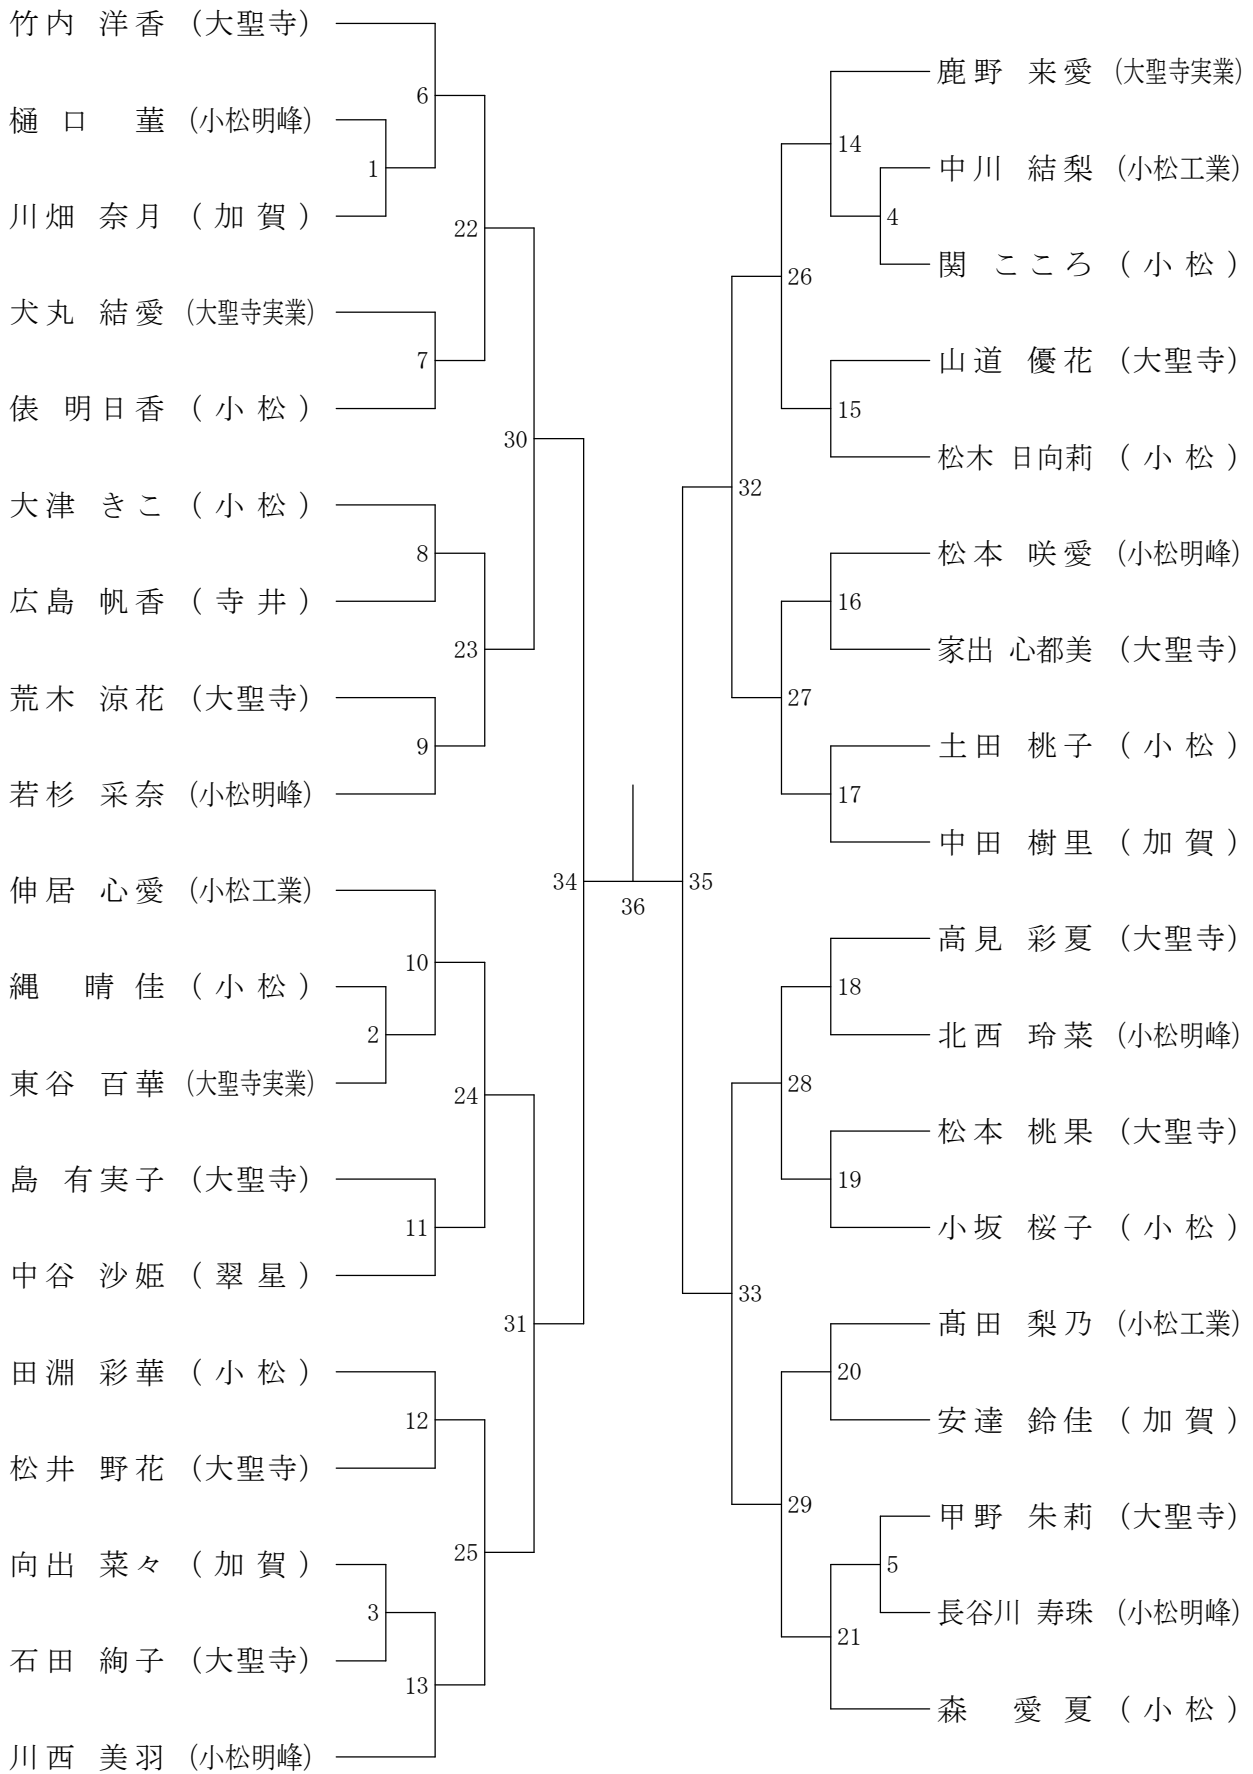 竹内 洋香 (大聖寺)
樋口 菫 (小松明峰)
川畑 奈月 (加賀)
犬丸 結愛 (大聖寺実業)
俵 明日香 (小松)
大津 きこ (小松)
広島 帆香 (寺井)
荒木 涼花 (大聖寺)
若杉 采奈 (小松明峰)
伸居 心愛 (小松工業)
縄 晴佳 (小松)
東谷 百華 (大聖寺実業)
島 有実子 (大聖寺)
中谷 沙姫 (翠星)
田淵 彩華 (小松)
松井 野花 (大聖寺)
向出 菜々 (加賀)
石田 絢子 (大聖寺)
川西 美羽 (小松明峰)
1
2
3
6
7
8
9
10
11
12
13
22
23
24
25
30
31
34
36
35
32
33
26
27
28
29
14
15
16
17
18
19
20
21
4
5
鹿野 来愛 (大聖寺実業)
中川 結梨 (小松工業)
関 こころ (小松)
山道 優花 (大聖寺)
松木 日向莉 (小松)
松本 咲愛 (小松明峰)
家出 心都美 (大聖寺)
土田 桃子 (小松)
中田 樹里 (加賀)
高見 彩夏 (大聖寺)
北西 玲菜 (小松明峰)
松本 桃果 (大聖寺)
小坂 桜子 (小松)
髙田 梨乃 (小松工業)
安達 鈴佳 (加賀)
甲野 朱莉 (大聖寺)
長谷川 寿珠 (小松明峰)
森 愛夏 (小松)